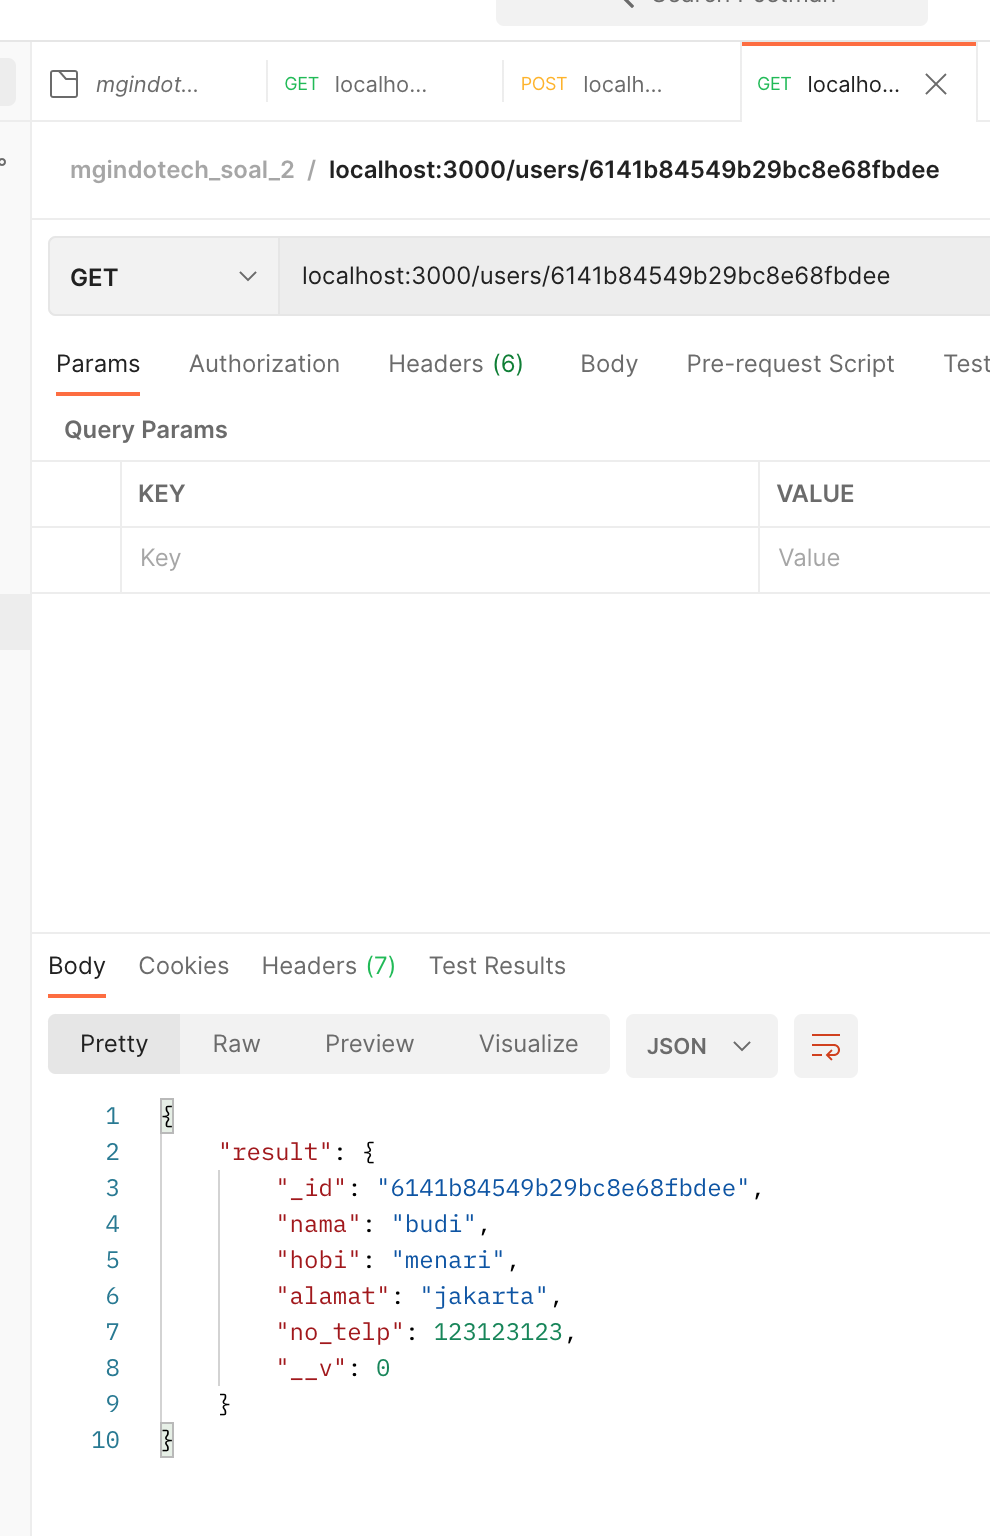 mgindot...
GET localho...
POST localh...
GET localho...
mgindotech_soal_2 / localhost:3000/users/6141b84549b29bc8e68fbdee
GET
localhost:3000/users/6141b84549b29bc8e68fbdee
Params Authorization Headers (6) Body Pre-request Script Test
Query Params
KEY VALUE
Key Value
Body Cookies Headers (7) Test Results
Pretty Raw Preview Visualize JSON
1 {
2 "result": {
3 "_id": "6141b84549b29bc8e68fbdee",
4 "nama": "budi",
5 "hobi": "menari",
6 "alamat": "jakarta",
7 "no_telp": 123123123,
8 "__v": 0
9 }
10 }